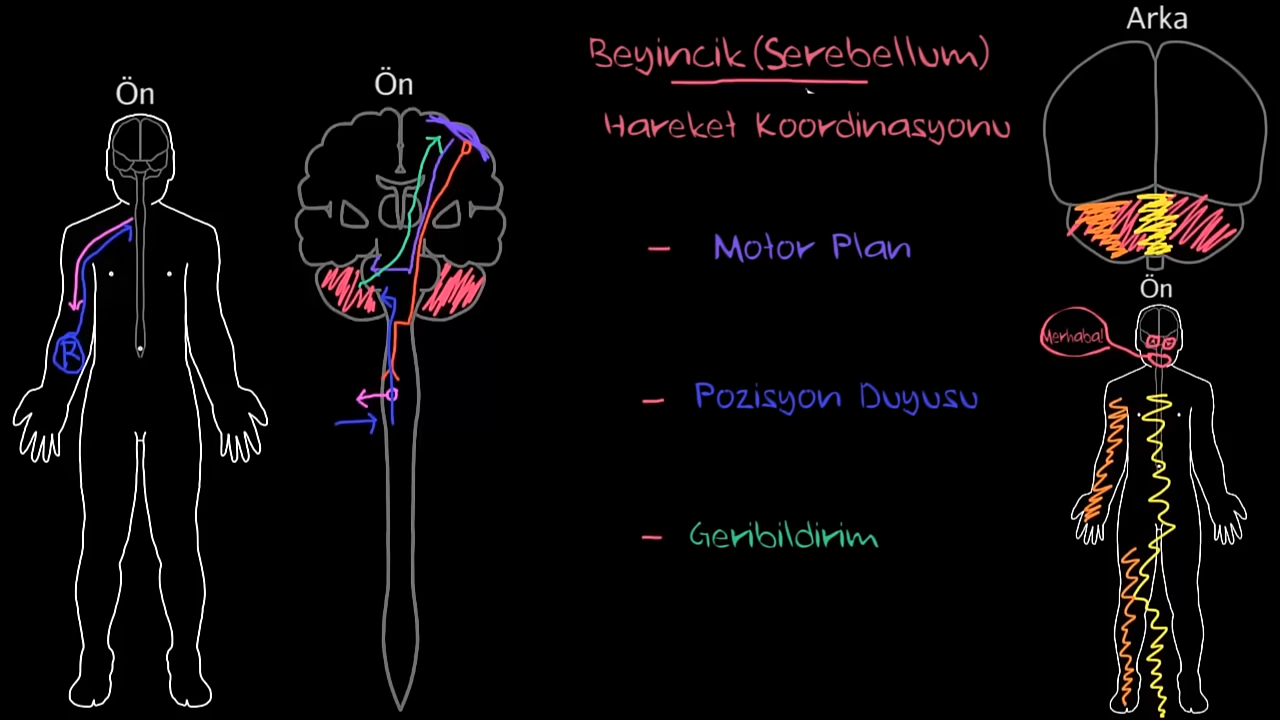 Ön
R
Ön
Beyincik (Serebellum)
Hareket Koordinasyonu
- Motor Plan
- Pozisyon Duyusu
- Geribildirim
Arka
Ön
Merhaba!